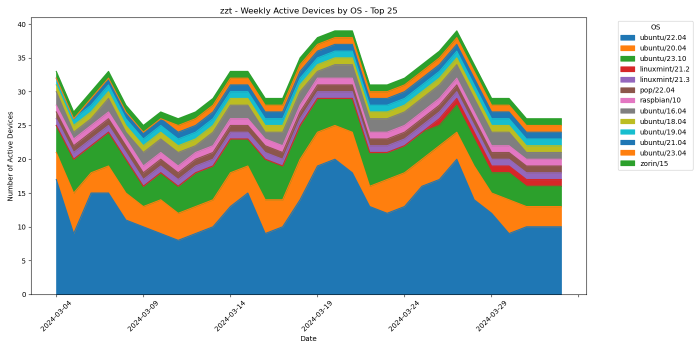 zzt - Weekly Active Devices by OS - Top 25
Number of Active Devices
40
35
30
25
20
15
10
5
0
2024-03-04
2024-03-09
2024-03-14
2024-03-19
2024-03-24
2024-03-29
Date
OS
ubuntu/22.04
ubuntu/20.04
ubuntu/23.10
linuxmint/21.2
linuxmint/21.3
pop/22.04
raspbian/10
ubuntu/16.04
ubuntu/18.04
ubuntu/19.04
ubuntu/21.04
ubuntu/23.04
zorin/15